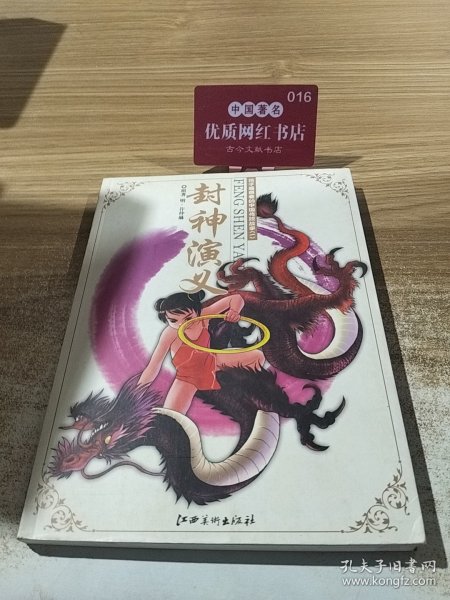 016
中国著名
优质网红书店
古今文献书店
封神演义
FENG SHEN YA
江西美术出版社
孔夫子旧书网
www.kongfz.com